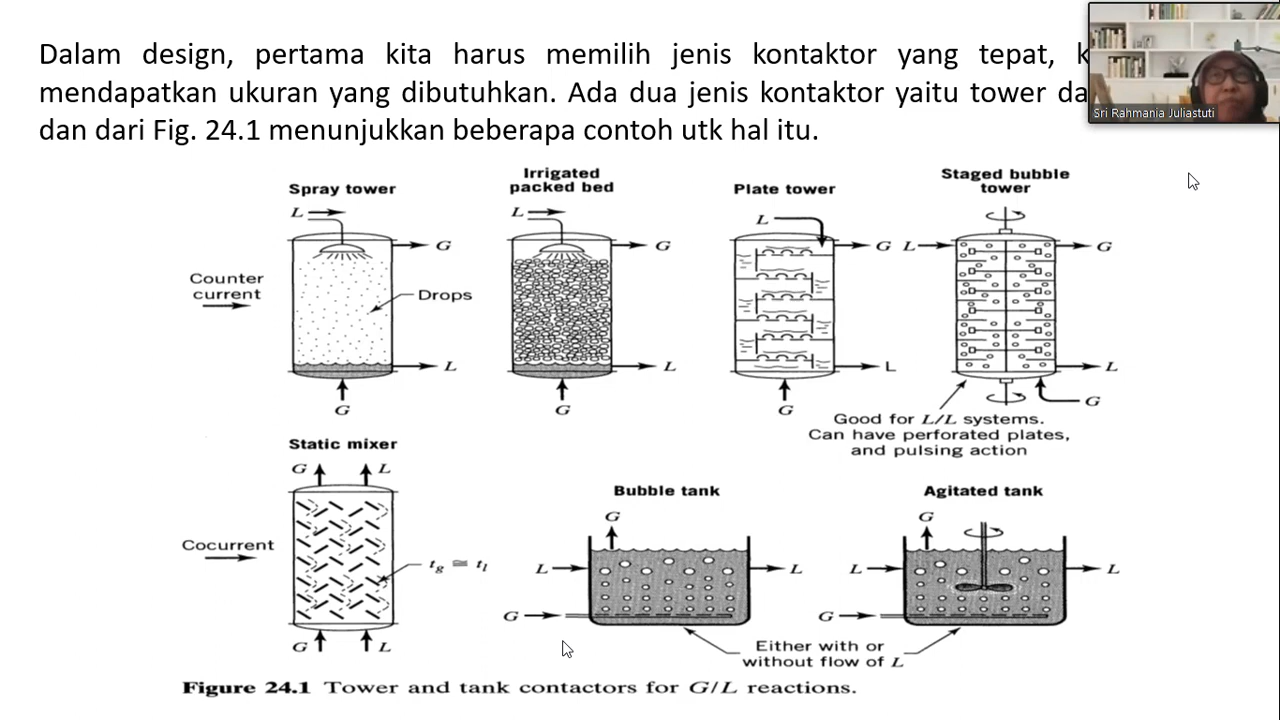 Dalam design, pertama kita harus memilih jenis kontaktor yang tepat,
mendapatkan ukuran yang dibutuhkan. Ada dua jenis kontaktor yaitu tower
dan dari Fig. 24.1 menunjukkan beberapa contoh utk hal itu.
Sri Rahmania Juliastuti
Spray tower
Irrigated
packed bed
Plate tower
Staged bubble
tower
L
L
L
G
G
G L
G
Counter
current
Drops
L
L
L
L
G
G
G
G
Good for L/L systems.
Can have perforated plates,
and pulsing action
Static mixer
G L
Bubble tank
Agitated tank
G
G
Cocurrent
tg ≅ tl
L
L
L
L
G
G
G L
Either with or
without flow of L
Figure 24.1 Tower and tank contactors for G/L reactions.